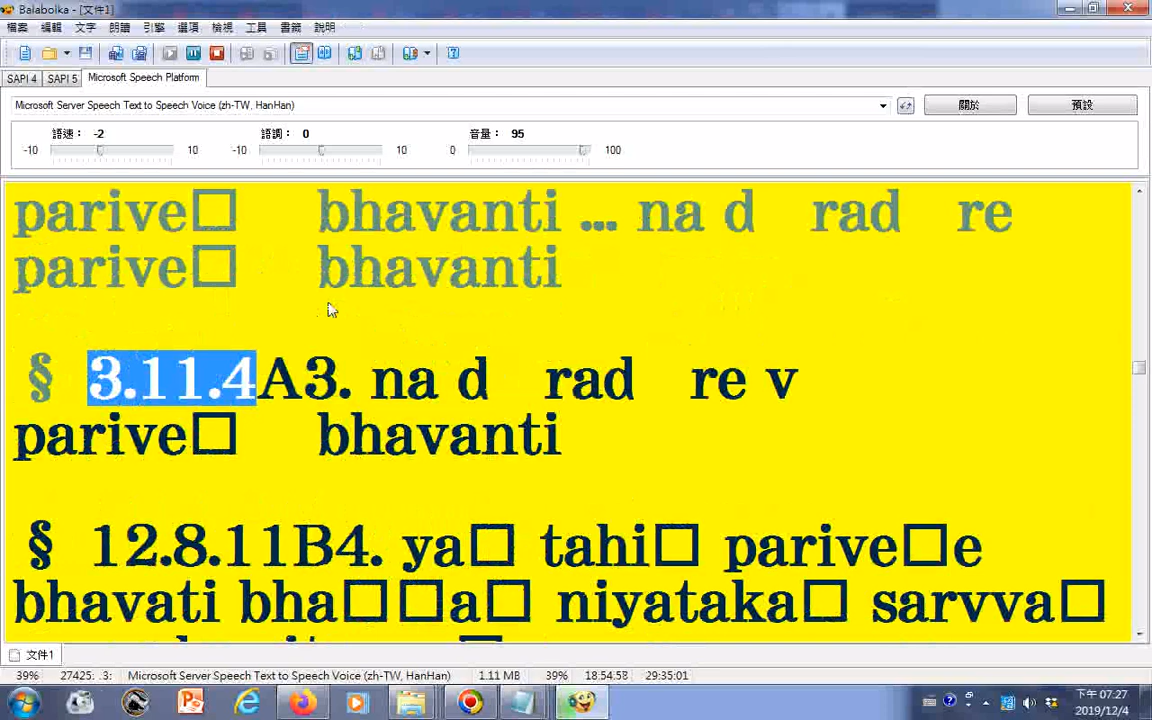 Balabolka - [文件1]
檔案 編輯 文字 朗讀 引擎 選項 檢視 工具 書籤 說明
SAPI 4 SAPI 5 Microsoft Speech Platform
Microsoft Server Speech Text to Speech Voice (zh-TW, HanHan) 關於 預設
語速： -2 語調： 0 音量： 95
-10 10 -10 10 0 100
parive□ bhavanti ... na d rad re
parive□ bhavanti
§ 3.11.4A3. na d rad re v
parive□ bhavanti
§ 12.8.11B4. ya□ tahi□ parive□e
bhavati bha□□a□ niyataka□ sarvva□
文件1
39% 27425: :3: Microsoft Server Speech Text to Speech Voice (zh-TW, HanHan) 1.11 MB 39% 18:54:58 29:35:01
下午 07:27
2019/12/4